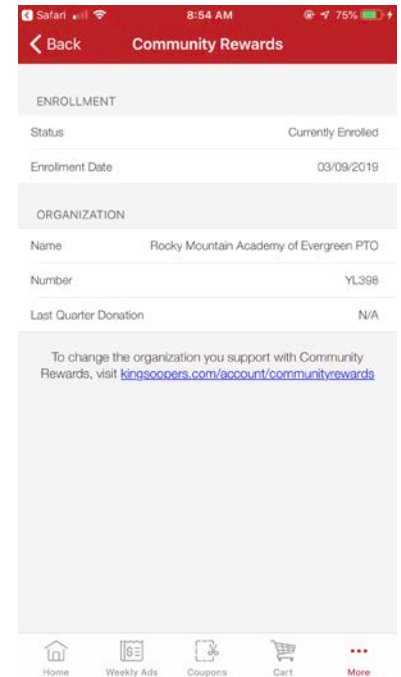 Safari 8:54 AM 75%
Back Community Rewards
ENROLLMENT
Status Currently Enrolled
Enrollment Date 03/09/2019
ORGANIZATION
Name Rocky Mountain Academy of Evergreen PTO
Number YL398
Last Quarter Donation N/A
To change the organization you support with Community
Rewards, visit kingsoopers.com/account/communityrewards
Home Weekly Ads Coupons Cart More